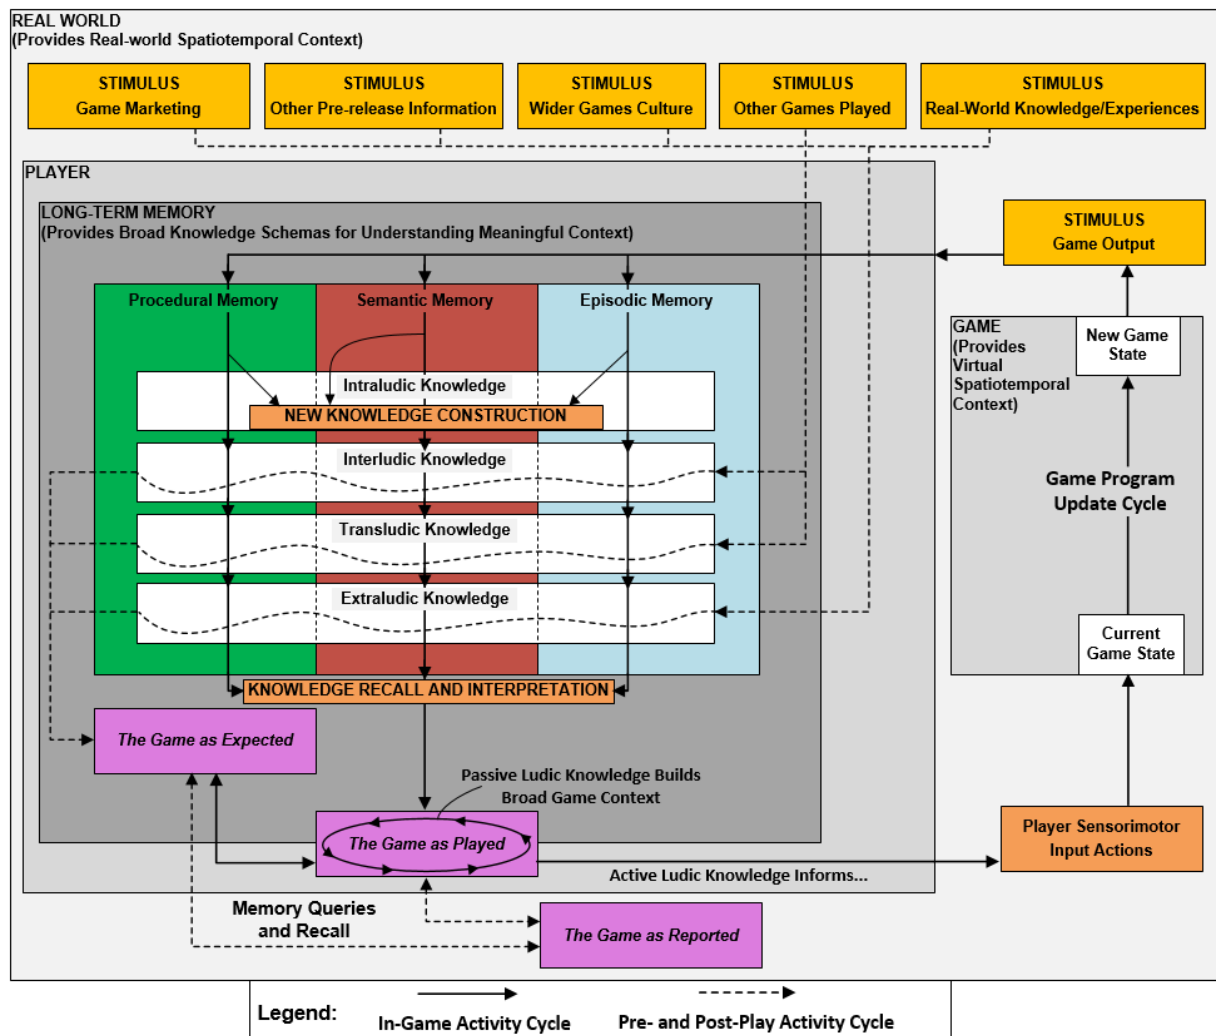 REAL WORLD
(Provides Real-world Spatiotemporal Context)
STIMULUS
Game Marketing
STIMULUS
Other Pre-release Information
STIMULUS
Wider Games Culture
STIMULUS
Other Games Played
STIMULUS
Real-World Knowledge/Experiences
PLAYER
LONG-TERM MEMORY
(Provides Broad Knowledge Schemas for Understanding Meaningful Context)
STIMULUS
Game Output
Procedural Memory
Semantic Memory
Episodic Memory
GAME
(Provides
Virtual
Spatiotemporal
Context)
New Game
State
Intraludic Knowledge
NEW KNOWLEDGE CONSTRUCTION
Interludic Knowledge
Game Program
Update Cycle
Transludic Knowledge
Extraludic Knowledge
Current
Game State
KNOWLEDGE RECALL AND INTERPRETATION
The Game as Expected
Passive Ludic Knowledge Builds
Broad Game Context
The Game as Played
Player Sensorimotor
Input Actions
Active Ludic Knowledge Informs...
Memory Queries
and Recall
The Game as Reported
Legend:
In-Game Activity Cycle
Pre- and Post-Play Activity Cycle